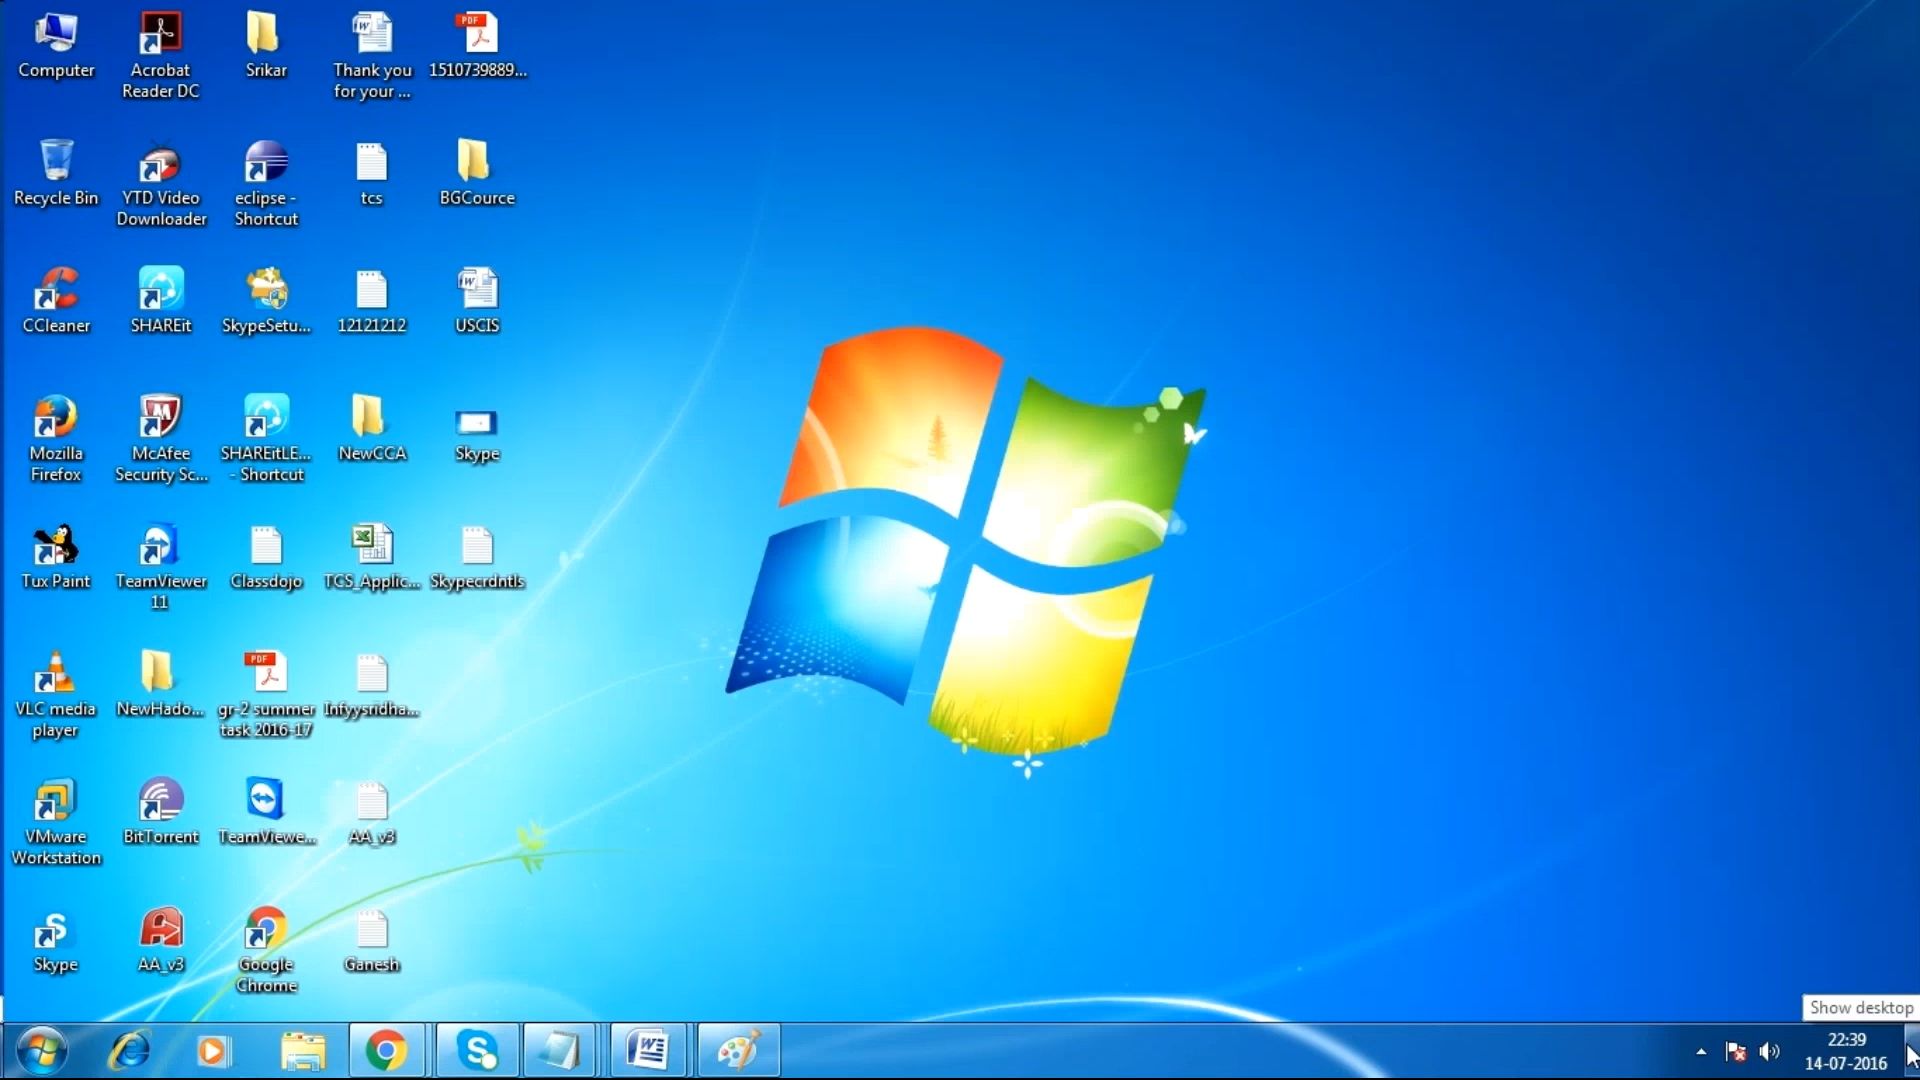 Computer
Acrobat
Reader DC
Srikar
Thank you
for your ...
PDF
1510739889...
Recycle Bin
YTD Video
Downloader
eclipse -
Shortcut
tcs
BGCource
CCleaner
SHAREit
SkypeSetu...
12121212
USCIS
Mozilla
Firefox
McAfee
Security Sc...
SHAREitLE...
- Shortcut
NewCCA
Skype
Tux Paint
TeamViewer
11
Classdojo
TCS_Applic...
Skypecrdntls
VLC media
player
NewHado...
PDF
gr-2 summer
task 2016-17
Infyysridha...
VMware
Workstation
BitTorrent
TeamViewe...
AA_v3
Skype
AA_v3
Google
Chrome
Ganesh
Show desktop
22:39
14-07-2016